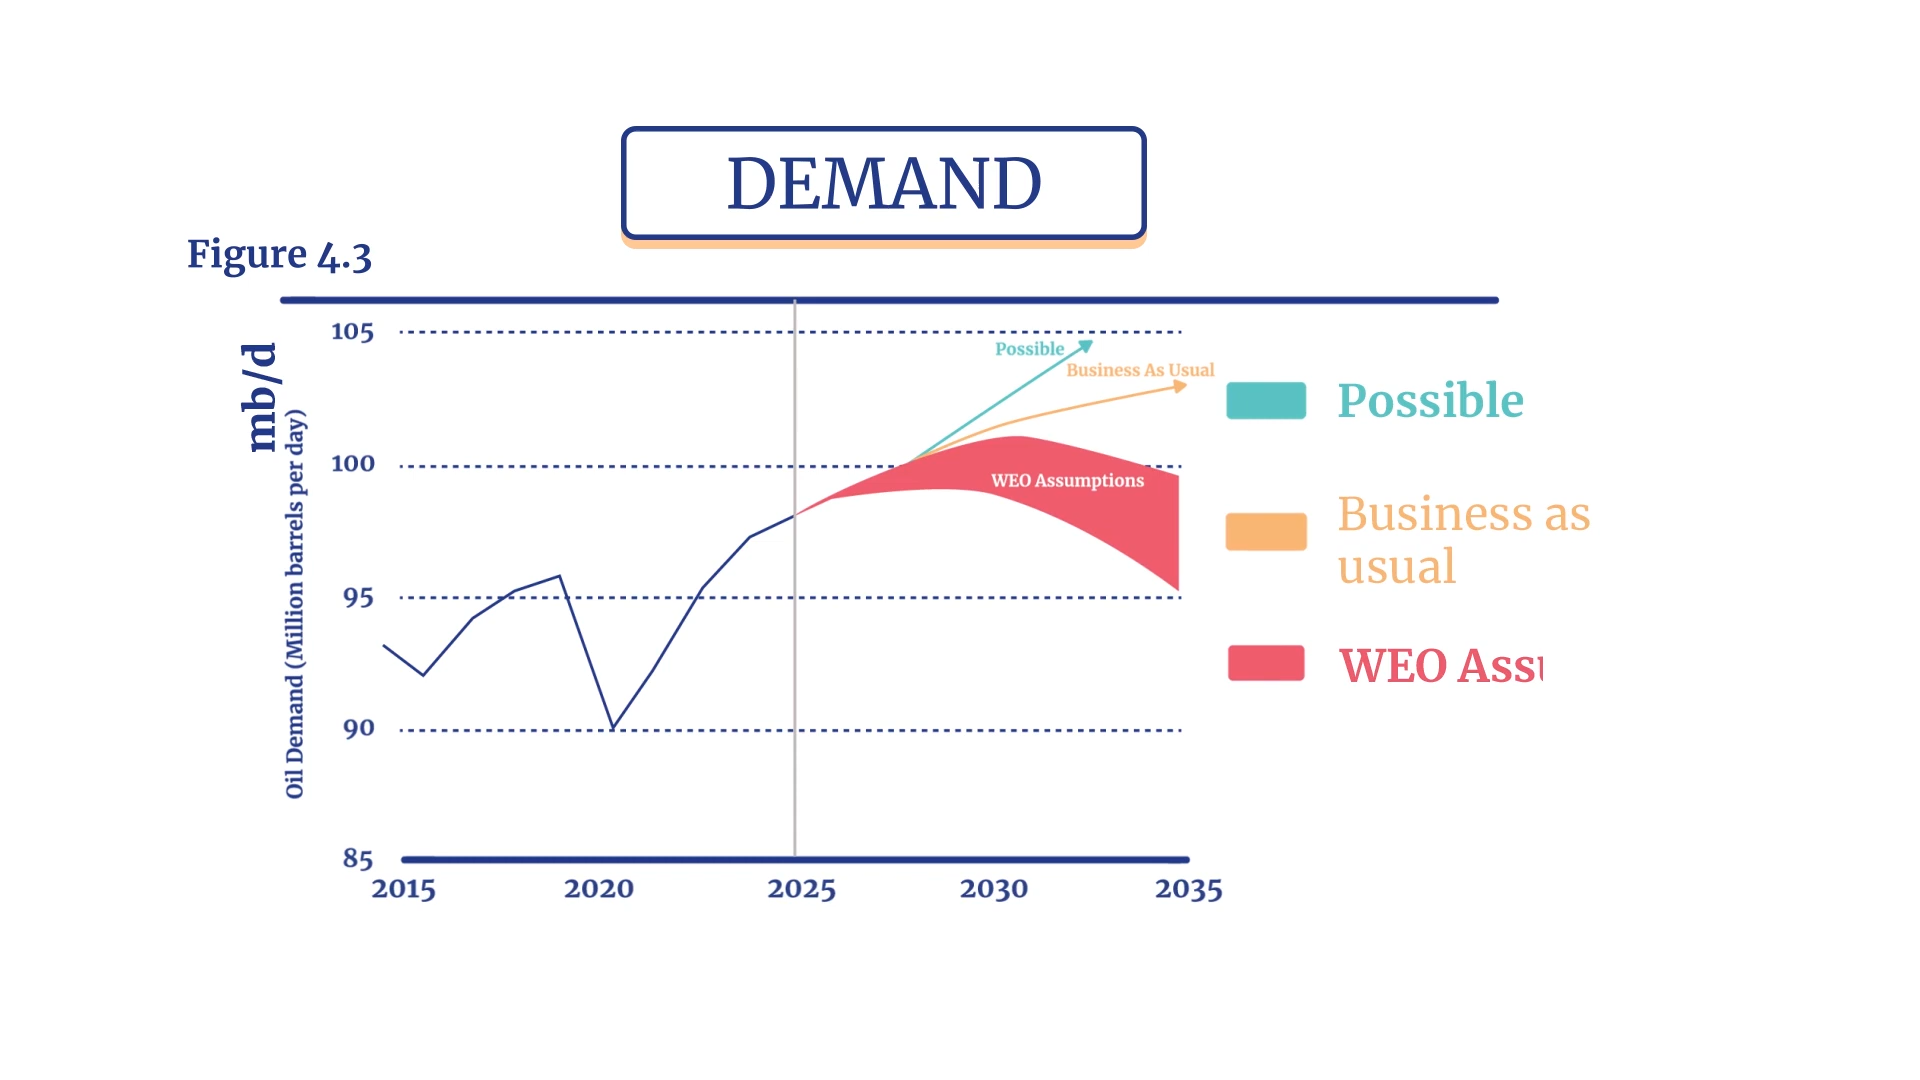 DEMAND
Figure 4.3
mb/d
Oil Demand (Million barrels per day)
105
100
95
90
85
2015
2020
2025
2030
2035
Possible
Business As Usual
WEO Assumptions
Possible
Business as
usual
WEO